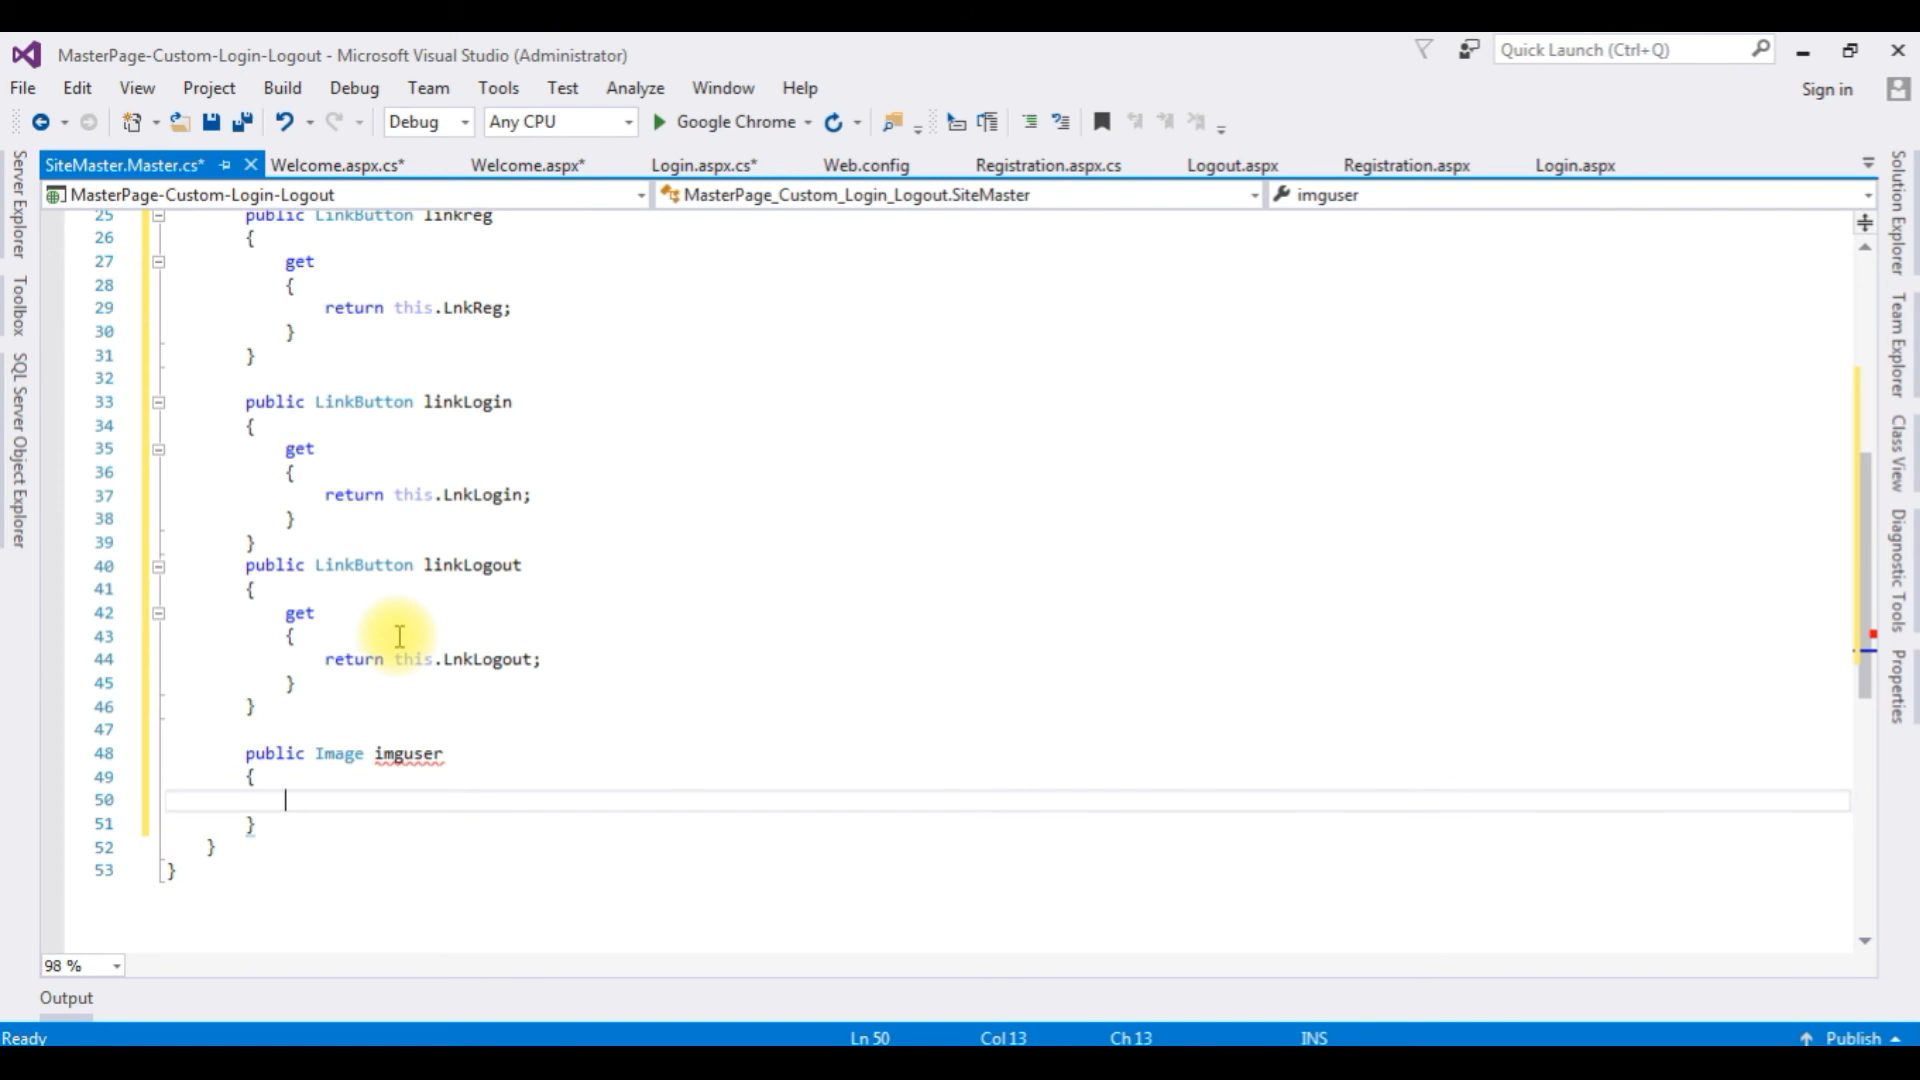 MasterPage-Custom-Login-Logout - Microsoft Visual Studio (Administrator)
Quick Launch (Ctrl+Q)
File Edit View Project Build Debug Team Tools Test Analyze Window Help
Sign in
Debug Any CPU Google Chrome
SiteMaster.Master.cs* Welcome.aspx.cs* Welcome.aspx* Login.aspx.cs* Web.config Registration.aspx.cs Logout.aspx Registration.aspx Login.aspx
MasterPage-Custom-Login-Logout MasterPage_Custom_Login_Logout.SiteMaster imguser
25 public LinkButton linkreg
26 {
27 get
28 {
29 return this.LnkReg;
30 }
31 }
32
33 public LinkButton linkLogin
34 {
35 get
36 {
37 return this.LnkLogin;
38 }
39 }
40 public LinkButton linkLogout
41 {
42 get
43 {
44 return this.LnkLogout;
45 }
46 }
47
48 public Image imguser
49 {
50
51 }
52 }
53 }
98 %
Output
Ready Ln 50 Col 13 Ch 13 INS Publish
Server Explorer
Toolbox
SQL Server Object Explorer
Solution Explorer
Team Explorer
Class View
Diagnostic Tools
Properties